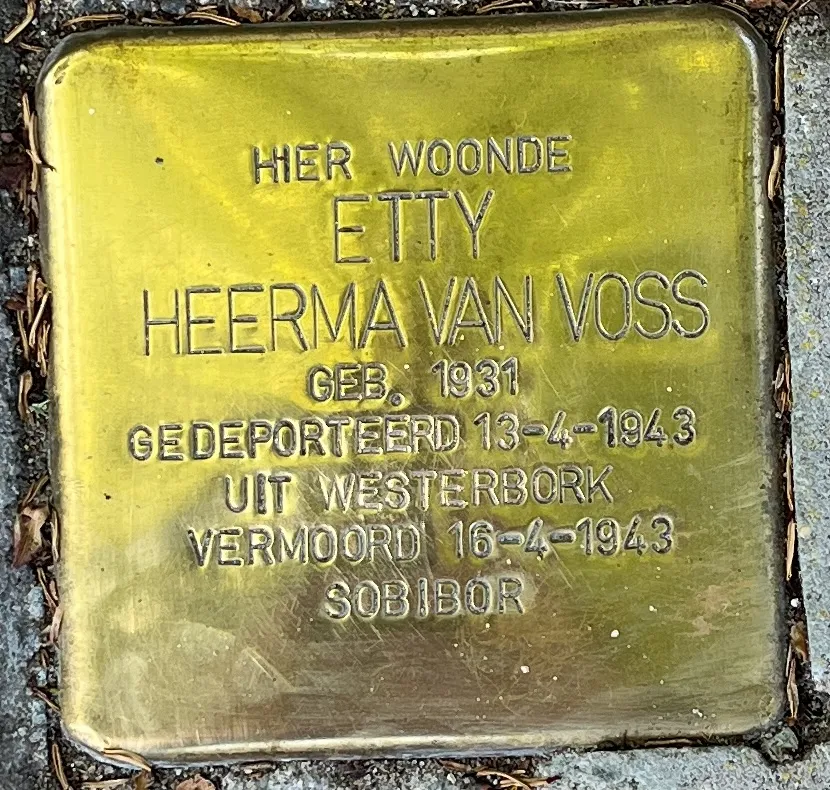 HIER WOONDE
ETTY
HEERMA VAN VOSS
GEB. 1931
GEDEPORTEERD 13-4-1943
UIT WESTERBORK
VERMOORD 16-4-1943
SOBIBOR